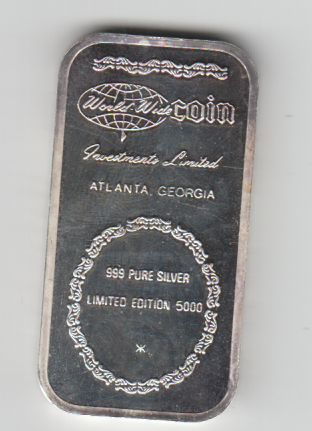 World-Wide coin
Investments Limited
ATLANTA, GEORGIA
999 PURE SILVER
LIMITED EDITION 5000